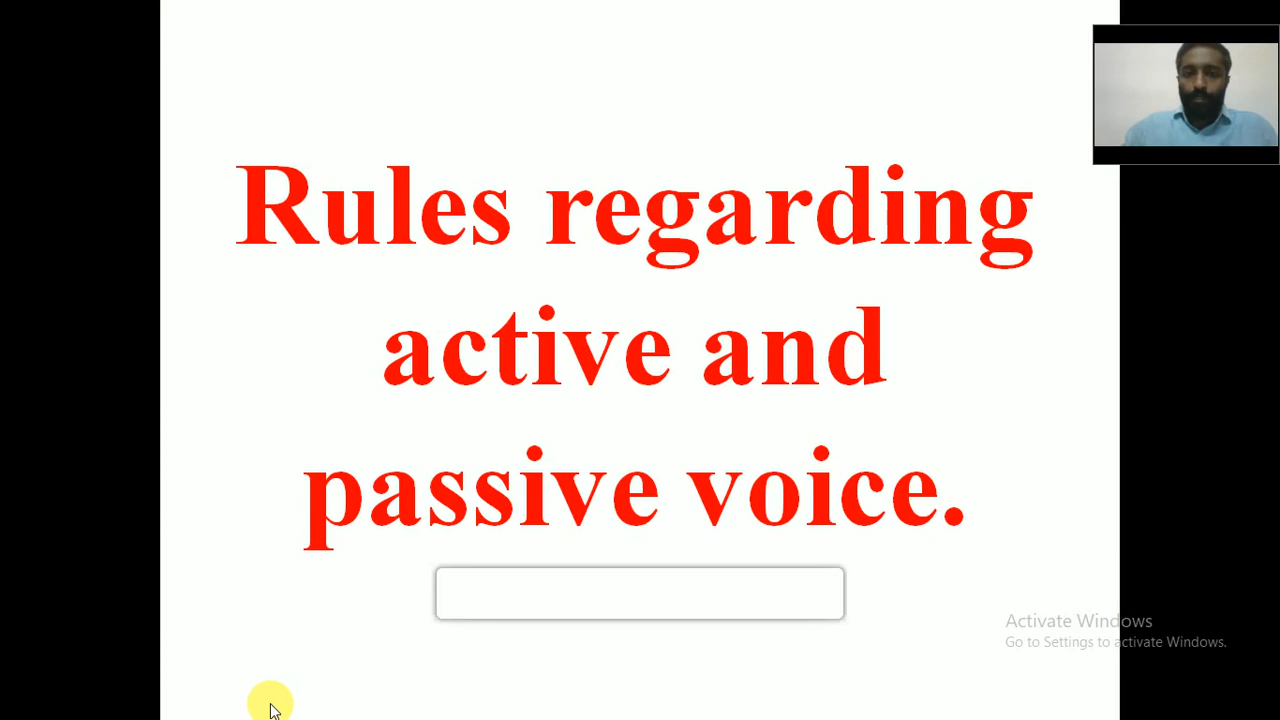 Rules regarding
active and
passive voice.
Activate Windows
Go to Settings to activate Windows.